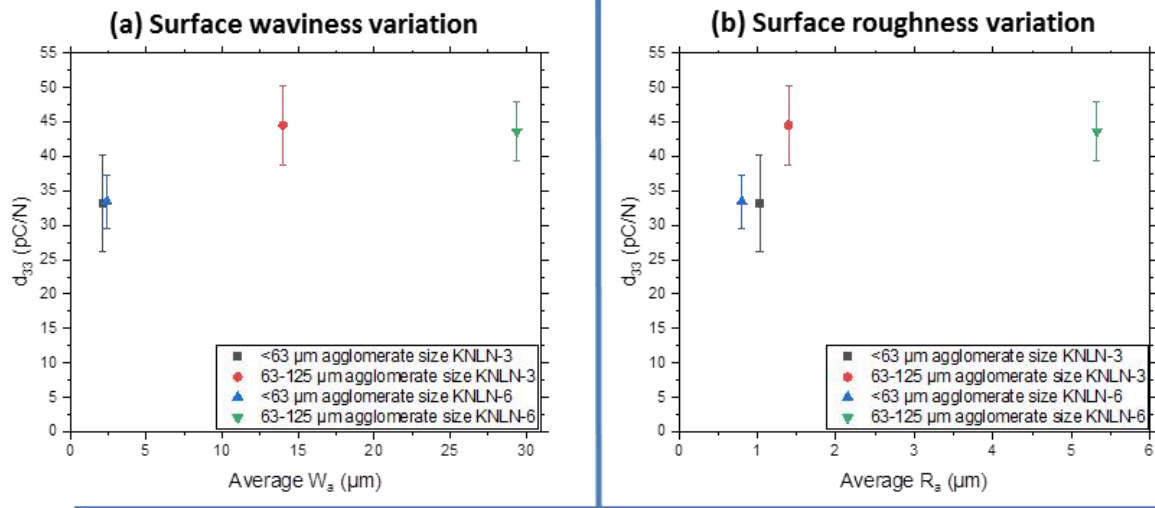 (a) Surface waviness variation
55
50
45
40
35
30
25
20
15
10
5
0
d33 (pC/N)
<63 µm agglomerate size KNLN-3
63-125 µm agglomerate size KNLN-3
<63 µm agglomerate size KNLN-6
63-125 µm agglomerate size KNLN-6
0 5 10 15 20 25 30
Average Wa (µm)
(b) Surface roughness variation
55
50
45
40
35
30
25
20
15
10
5
0
d33 (pC/N)
<63 µm agglomerate size KNLN-3
63-125 µm agglomerate size KNLN-3
<63 µm agglomerate size KNLN-6
63-125 µm agglomerate size KNLN-6
0 1 2 3 4 5 6
Average Ra (µm)